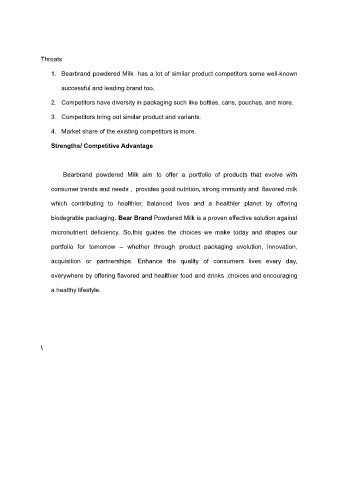 Threats
1. Bearbrand powdered Milk has a lot of similar product competitors some well-known
successful and leading brand too.
2. Competitors have diversity in packaging such like bottles, cans, pouches, and more.
3. Competitors bring out similar product and variants.
4. Market share of the existing competitors is more.
Strengths/ Competitive Advantage
Bearbrand powdered Milk aim to offer a portfolio of products that evolve with
consumer trends and needs , provides good nutrition, strong immunity and flavored milk
which contributing to healthier, balanced lives and a healthier planet by offering
biodegrable packaging. Bear Brand Powdered Milk is a proven effective solution against
micronutrient deficiency. So,this guides the choices we make today and shapes our
portfolio for tomorrow – whether through product packaging evolution, innovation,
acquisition or partnerships. Enhance the quality of consumers lives every day,
everywhere by offering flavored and healthier food and drinks ,choices and encouraging
a healthy lifestyle.
\